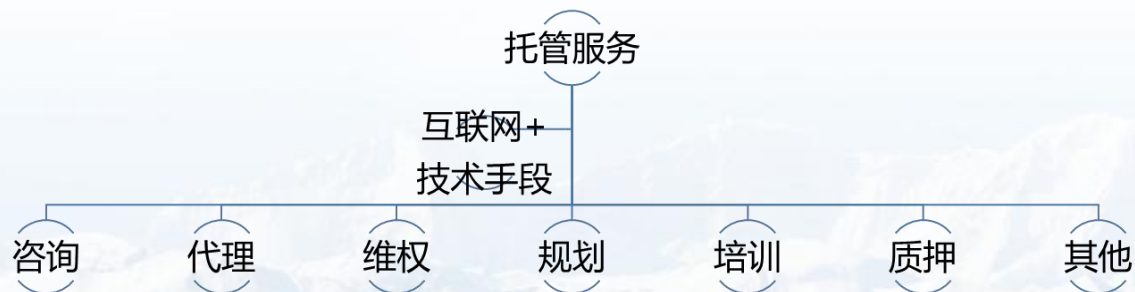 托管服务
互联网+
技术手段
咨询 代理 维权 规划 培训 质押 其他